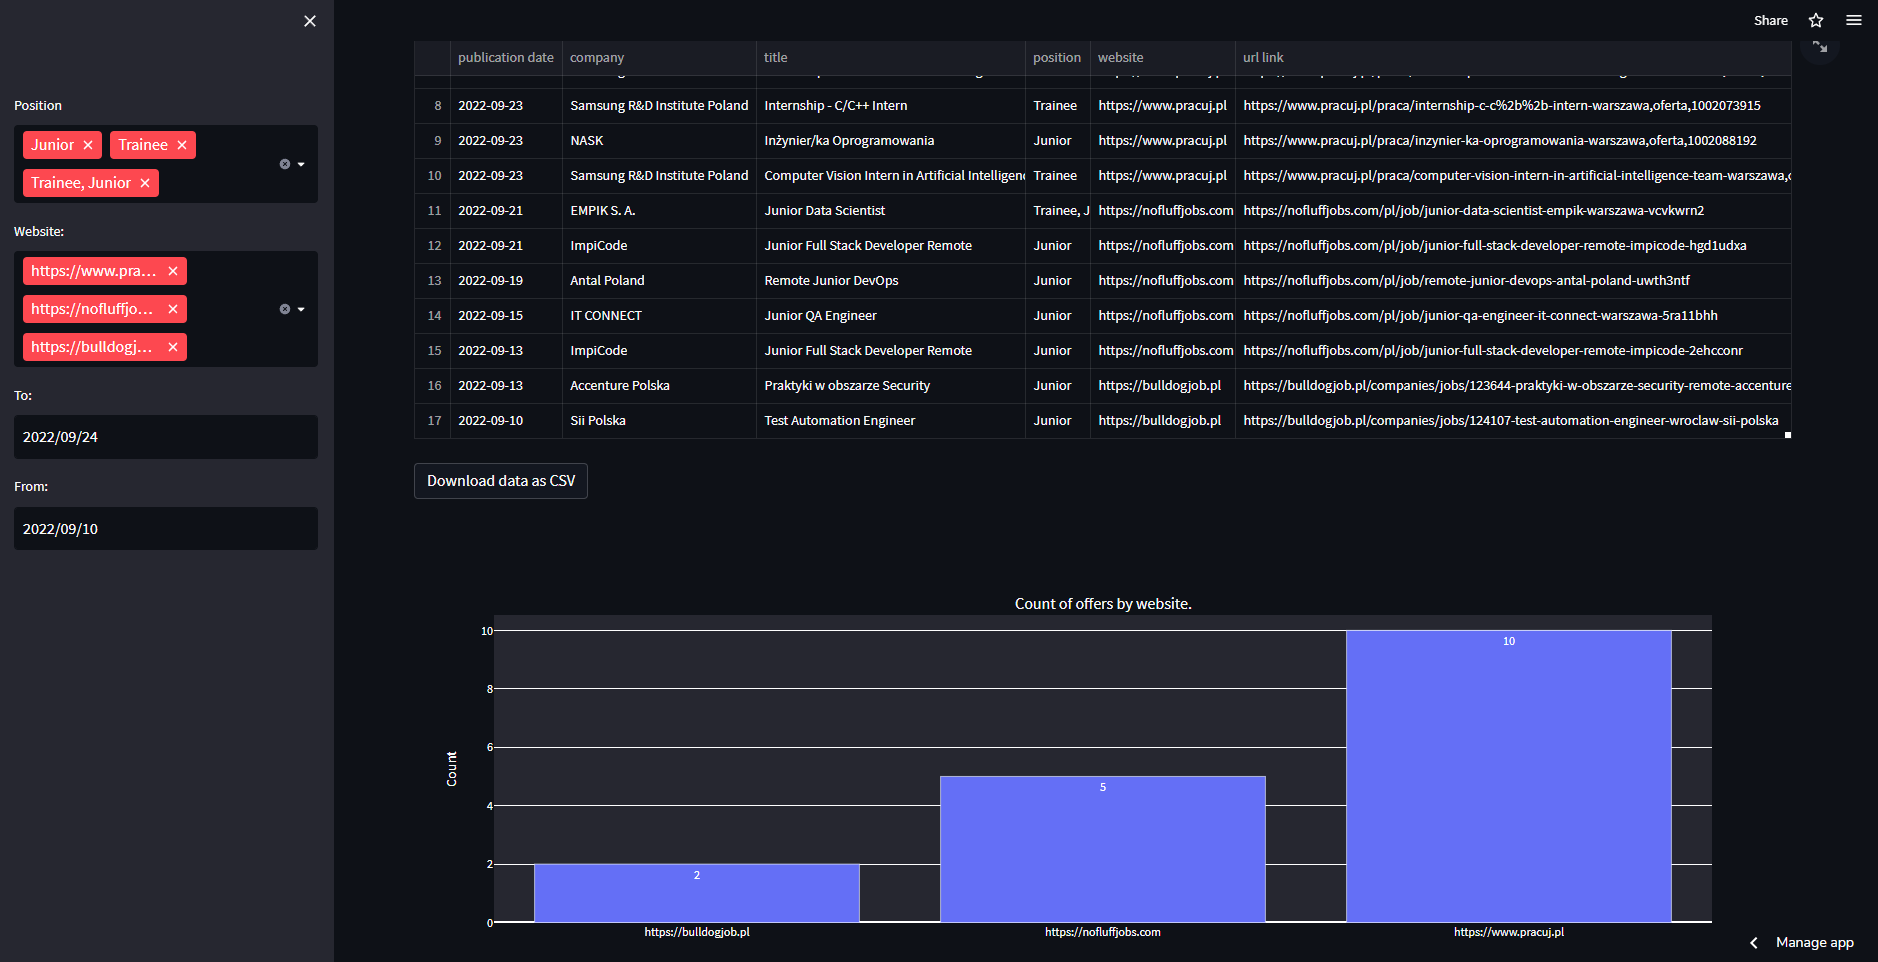 Share
Position
Junior
Trainee
Trainee, Junior
Website:
https://www.pra...
https://nofluffjo...
https://bulldogj...
To:
2022/09/24
From:
2022/09/10
publication date company title position website url link
8 2022-09-23 Samsung R&D Institute Poland Internship - C/C++ Intern Trainee https://www.pracuj.pl https://www.pracuj.pl/praca/internship-c-c%2b%2b-intern-warszawa,oferta,1002073915
9 2022-09-23 NASK Inżynier/ka Oprogramowania Junior https://www.pracuj.pl https://www.pracuj.pl/praca/inzynier-ka-oprogramowania-warszawa,oferta,1002088192
10 2022-09-23 Samsung R&D Institute Poland Computer Vision Intern in Artificial Intelligenc Trainee https://www.pracuj.pl https://www.pracuj.pl/praca/computer-vision-intern-in-artificial-intelligence-team-warszawa,
11 2022-09-21 EMPIK S. A. Junior Data Scientist Trainee, J https://nofluffjobs.com https://nofluffjobs.com/pl/job/junior-data-scientist-empik-warszawa-vcvkwrn2
12 2022-09-21 ImpiCode Junior Full Stack Developer Remote Junior https://nofluffjobs.com https://nofluffjobs.com/pl/job/junior-full-stack-developer-remote-impicode-hgd1udxa
13 2022-09-19 Antal Poland Remote Junior DevOps Junior https://nofluffjobs.com https://nofluffjobs.com/pl/job/remote-junior-devops-antal-poland-uwth3ntf
14 2022-09-15 IT CONNECT Junior QA Engineer Junior https://nofluffjobs.com https://nofluffjobs.com/pl/job/junior-qa-engineer-it-connect-warszawa-5ra11bhh
15 2022-09-13 ImpiCode Junior Full Stack Developer Remote Junior https://nofluffjobs.com https://nofluffjobs.com/pl/job/junior-full-stack-developer-remote-impicode-2ehcconr
16 2022-09-13 Accenture Polska Praktyki w obszarze Security Junior https://bulldogjob.pl https://bulldogjob.pl/companies/jobs/123644-praktyki-w-obszarze-security-remote-accenture
17 2022-09-10 Sii Polska Test Automation Engineer Junior https://bulldogjob.pl https://bulldogjob.pl/companies/jobs/124107-test-automation-engineer-wroclaw-sii-polska
Download data as CSV
Count of offers by website.
10
8
6
4
2
0
Count
2
5
10
https://bulldogjob.pl https://nofluffjobs.com https://www.pracuj.pl
Manage app